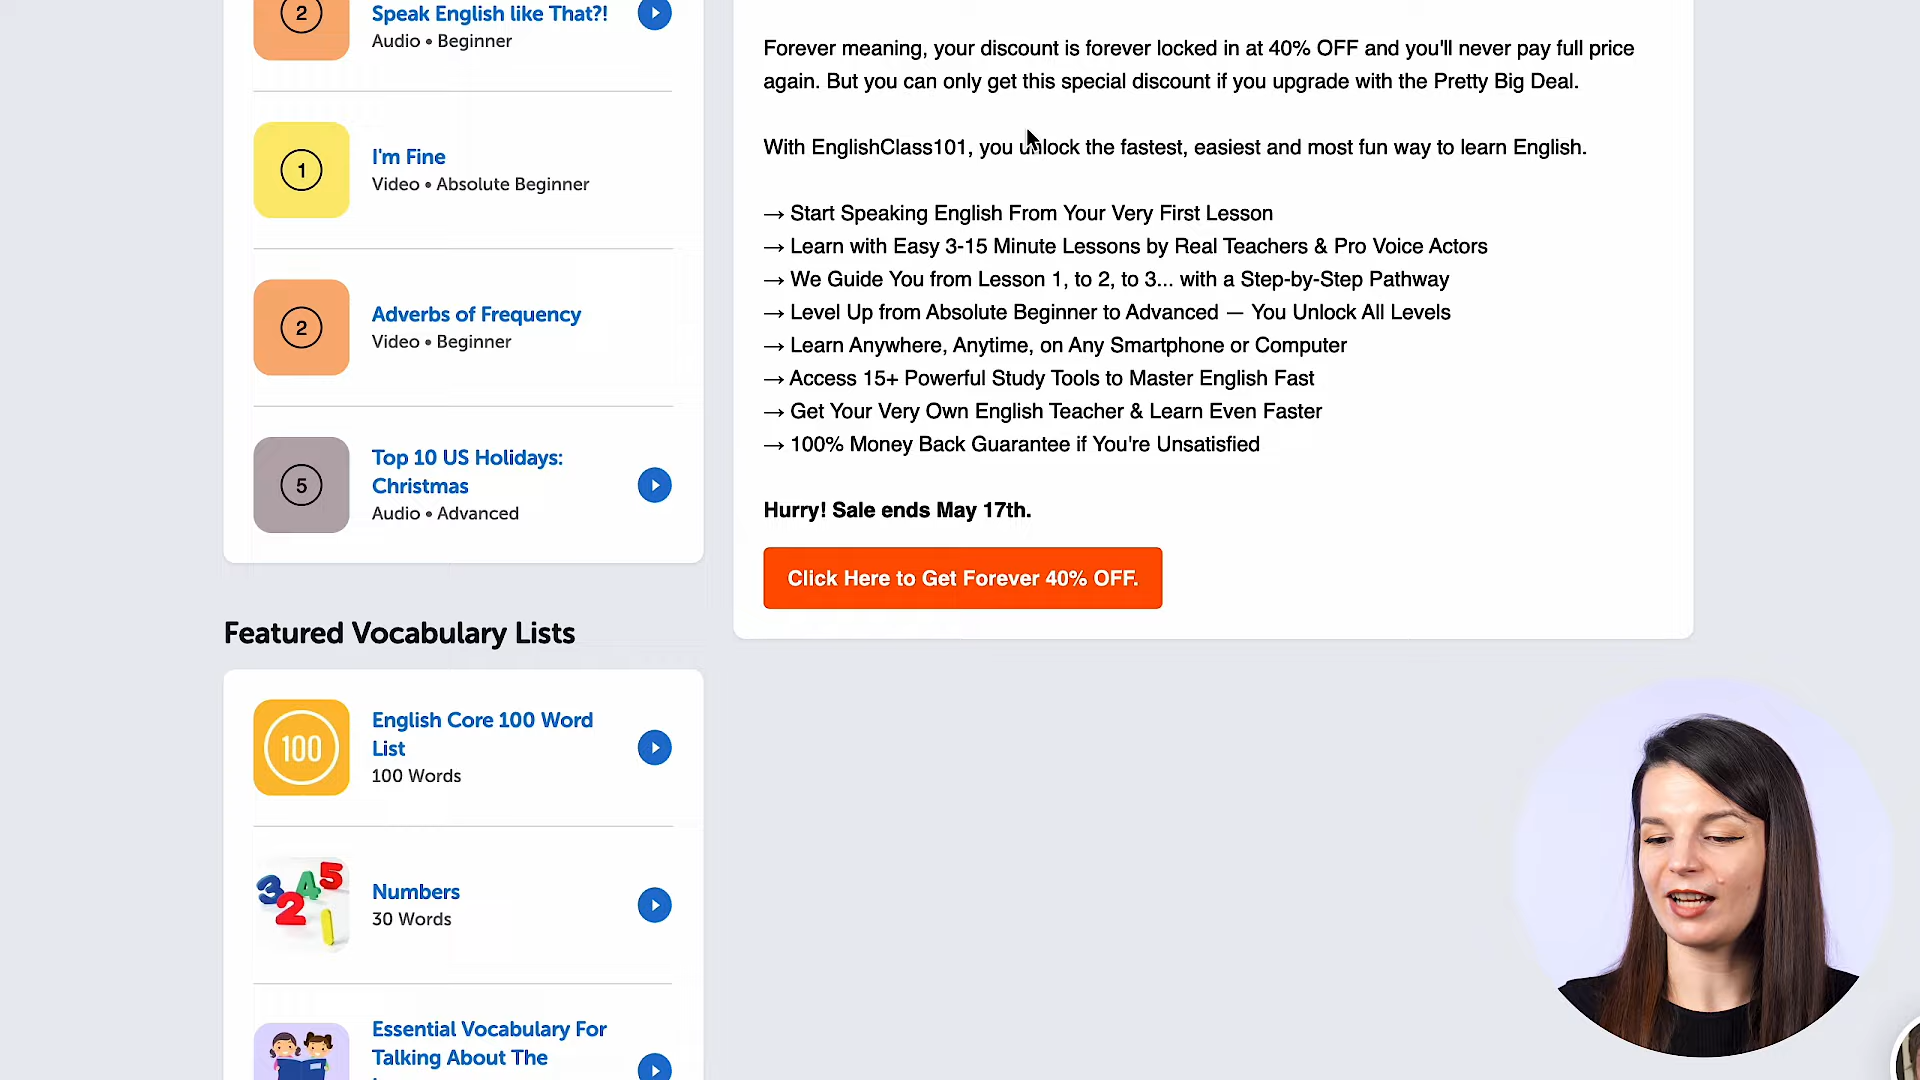 2
Speak English like That?!
Audio • Beginner
1
I'm Fine
Video • Absolute Beginner
2
Adverbs of Frequency
Video • Beginner
5
Top 10 US Holidays:
Christmas
Audio • Advanced
Featured Vocabulary Lists
100
English Core 100 Word
List
100 Words
3 4 5
2 1
Numbers
30 Words
Essential Vocabulary For
Talking About The
Forever meaning, your discount is forever locked in at 40% OFF and you'll never pay full price
again. But you can only get this special discount if you upgrade with the Pretty Big Deal.
With EnglishClass101, you unlock the fastest, easiest and most fun way to learn English.
→ Start Speaking English From Your Very First Lesson
→ Learn with Easy 3-15 Minute Lessons by Real Teachers & Pro Voice Actors
→ We Guide You from Lesson 1, to 2, to 3... with a Step-by-Step Pathway
→ Level Up from Absolute Beginner to Advanced — You Unlock All Levels
→ Learn Anywhere, Anytime, on Any Smartphone or Computer
→ Access 15+ Powerful Study Tools to Master English Fast
→ Get Your Very Own English Teacher & Learn Even Faster
→ 100% Money Back Guarantee if You're Unsatisfied
Hurry! Sale ends May 17th.
Click Here to Get Forever 40% OFF.